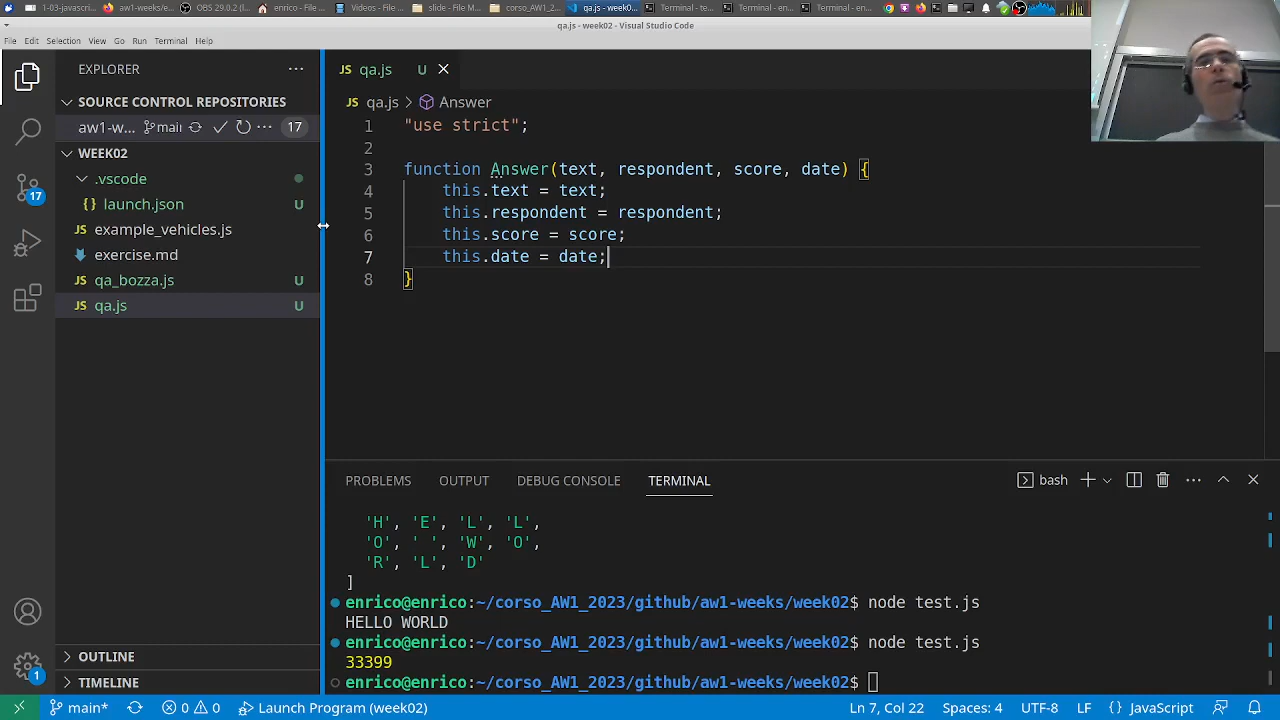 1-03-javascri...
aw1-weeks/se...
OBS 29.0.2 (F...
enrico - File M...
Videos - File ...
slide - File M...
corso_AW1_2...
qa.js - week0...
Terminal - te...
Terminal - en...
Terminal - en...
qa.js - week02 - Visual Studio Code
File Edit Selection View Go Run Terminal Help
EXPLORER
SOURCE CONTROL REPOSITORIES
aw1-w... main 17
WEEK02
.vscode
{} launch.json U
JS example_vehicles.js
exercise.md
JS qa_bozza.js U
JS qa.js U
OUTLINE
TIMELINE
17
1
JS qa.js U
JS qa.js > Answer
1 "use strict";
2
3 function Answer(text, respondent, score, date) {
4 this.text = text;
5 this.respondent = respondent;
6 this.score = score;
7 this.date = date;
8 }
PROBLEMS OUTPUT DEBUG CONSOLE TERMINAL
bash
'H', 'E', 'L', 'L',
'O', ' ', 'W', 'O',
'R', 'L', 'D'
]
enrico@enrico:~/corso_AW1_2023/github/aw1-weeks/week02$ node test.js
HELLO WORLD
enrico@enrico:~/corso_AW1_2023/github/aw1-weeks/week02$ node test.js
33399
enrico@enrico:~/corso_AW1_2023/github/aw1-weeks/week02$
main* 0 0 Launch Program (week02)
Ln 7, Col 22 Spaces: 4 UTF-8 LF {} JavaScript